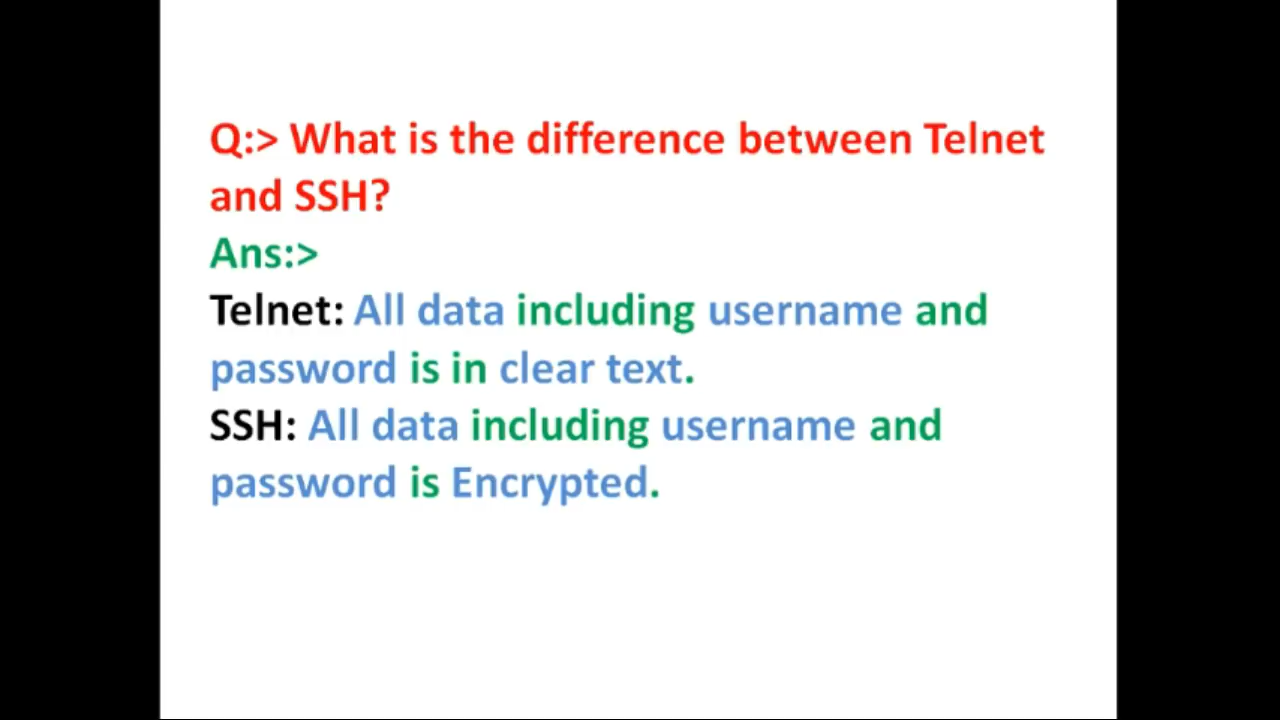 Q:> What is the difference between Telnet
and SSH?
Ans:>
Telnet: All data including username and
password is in clear text.
SSH: All data including username and
password is Encrypted.